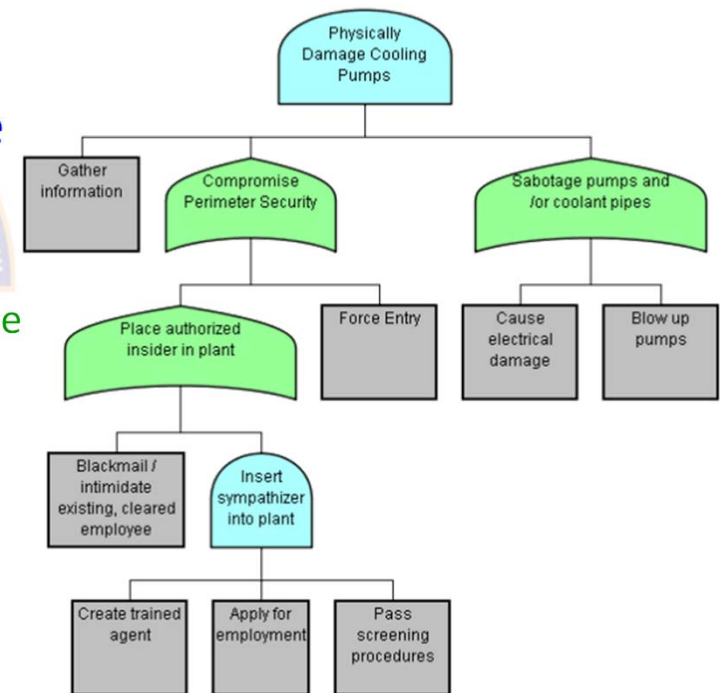 Physically
Damage Cooling
Pumps
e
Gather
information
Compromise
Perimeter Security
Sabotage pumps and
/or coolant pipes
e
Place authorized
insider in plant
Force Entry
Cause
electrical
damage
Blow up
pumps
Blackmail /
intimidate
existing, cleared
employee
Insert
sympathizer
into plant
Create trained
agent
Apply for
employment
Pass
screening
procedures